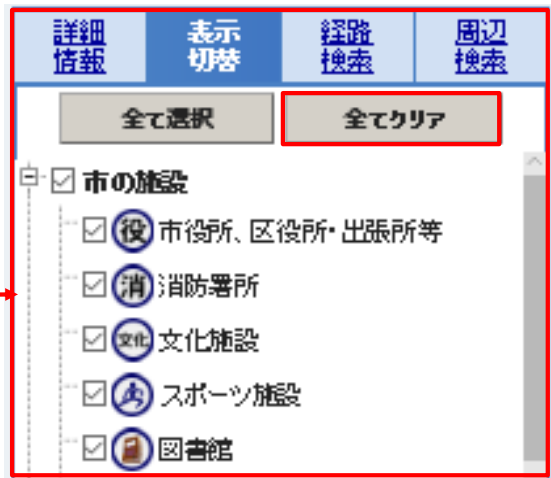 詳細情報
表示切替
経路検索
周辺検索
全て選択
全てクリア
市の施設
役 市役所、区役所・出張所等
消 消防署所
文化 文化施設
スポーツ施設
図書館